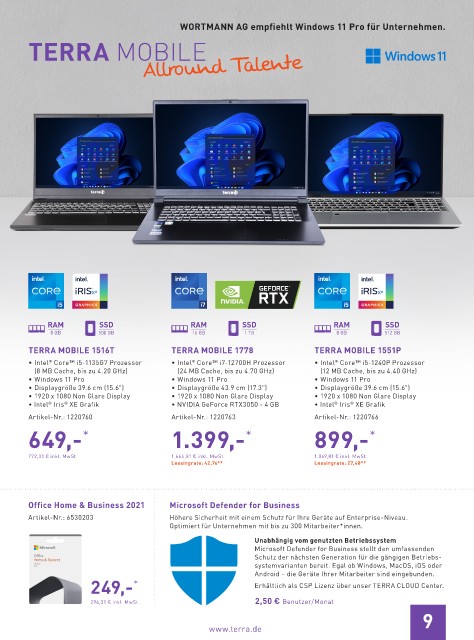 WORTMANN AG empfiehlt Windows 11 Pro für Unternehmen.
TERRA MOBILE
Allround Talente
Windows 11
intel. CORE i5
intel. iRIS Xe GRAPHICS
intel. CORE i7
NVIDIA GEFORCE RTX
intel. CORE i5
intel. iRIS Xe GRAPHICS
RAM 8 GB
SSD
RAM 16 GB
SSD 1 TB
RAM 8 GB
SSD 512 GB
TERRA MOBILE 1516T
• Intel® Core™ i5-1135G7 Prozessor
(8 MB Cache, bis zu 4.20 GHz)
• Windows 11 Pro
• Displaygröße 39.6 cm (15.6")
• 1920 x 1080 Non Glare Display
• Intel® Iris® XE Grafik
Artikel-Nr.: 1220760
649,-*
772,31 € inkl. MwSt.
TERRA MOBILE 1778
• Intel® Core™ i7-12700H Prozessor
(24 MB Cache, bis zu 4.70 GHz)
• Windows 11 Pro
• Displaygröße 43.9 cm (17.3")
• 1920 x 1080 Non Glare Display
• NVIDIA GeForce RTX3050 - 4 GB
Artikel-Nr.: 1220763
1.399,-*
1.664,81 € inkl. MwSt.
Leasingrate: 42,76**
TERRA MOBILE 1551P
• Intel® Core™ i5-1240P Prozessor
(12 MB Cache, bis zu 4.40 GHz)
• Windows 11 Pro
• Displaygröße 39.6 cm (15.6")
• 1920 x 1080 Non Glare Display
• Intel® Iris® XE Grafik
Artikel-Nr.: 1220766
899,-*
1.069,81 € inkl. MwSt.
Leasingrate: 27,48**
Office Home & Business 2021
Artikel-Nr.: 6530203
Microsoft
249,-*
296,31 € inkl. MwSt.
Microsoft Defender for Business
Höhere Sicherheit mit einem Schutz für Ihre Geräte auf Enterprise-Niveau.
Optimiert für Unternehmen mit bis zu 300 Mitarbeiter*innen.
Unabhängig vom genutzten Betriebssystem
Microsoft Defender for Business stellt den umfassenden
Schutz der nächsten Generation für die gängigen Betriebs-
systemvarianten bereit. Egal ob Windows, MacOS, iOS oder
Android – die Geräte Ihrer Mitarbeiter sind eingebunden.
Erhältlich als CSP Lizenz über unser TERRA CLOUD Center.
2,50 € Benutzer/Monat
www.terra.de
9